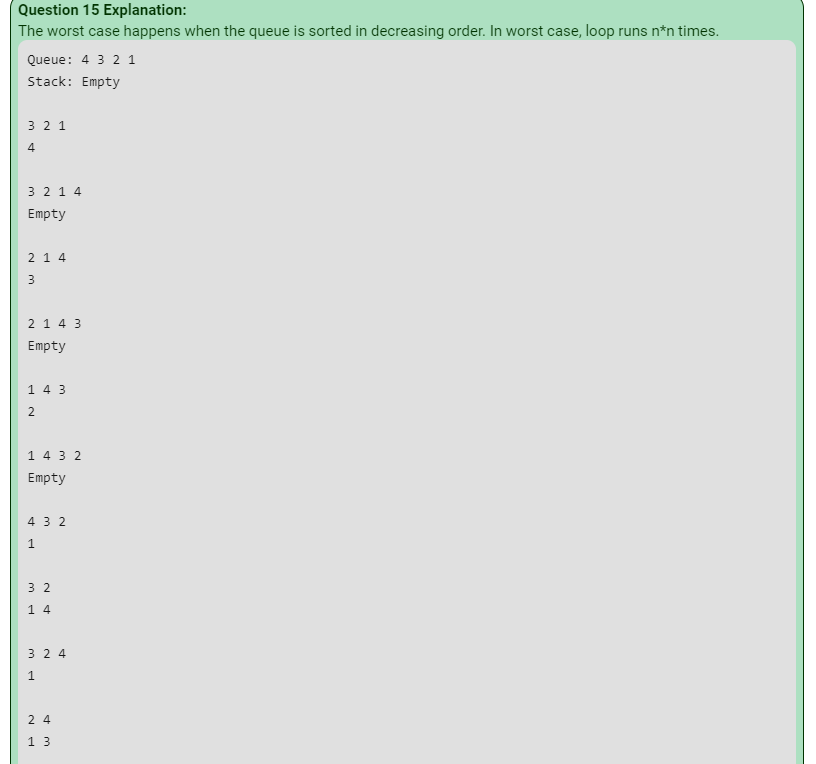 Question 15 Explanation:
The worst case happens when the queue is sorted in decreasing order. In worst case, loop runs n*n times.
Queue: 4 3 2 1
Stack: Empty
3 2 1
4
3 2 1 4
Empty
2 1 4
3
2 1 4 3
Empty
1 4 3
2
1 4 3 2
Empty
4 3 2
1
3 2
1 4
3 2 4
1
2 4
1 3